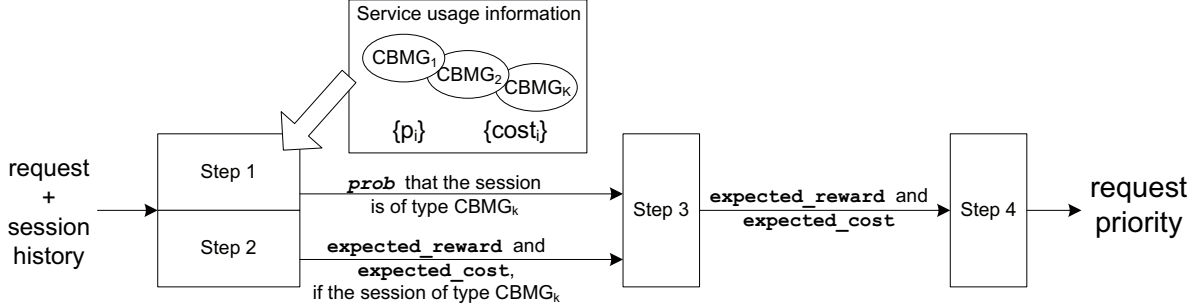 Service usage information
CBMG1
CBMG2
CBMGK
{pi} {costi}
request
+
session
history
Step 1
Step 2
prob that the session
is of type CBMGk
expected_reward and
expected_cost,
if the session of type CBMGk
Step 3
expected_reward and
expected_cost
Step 4
request
priority